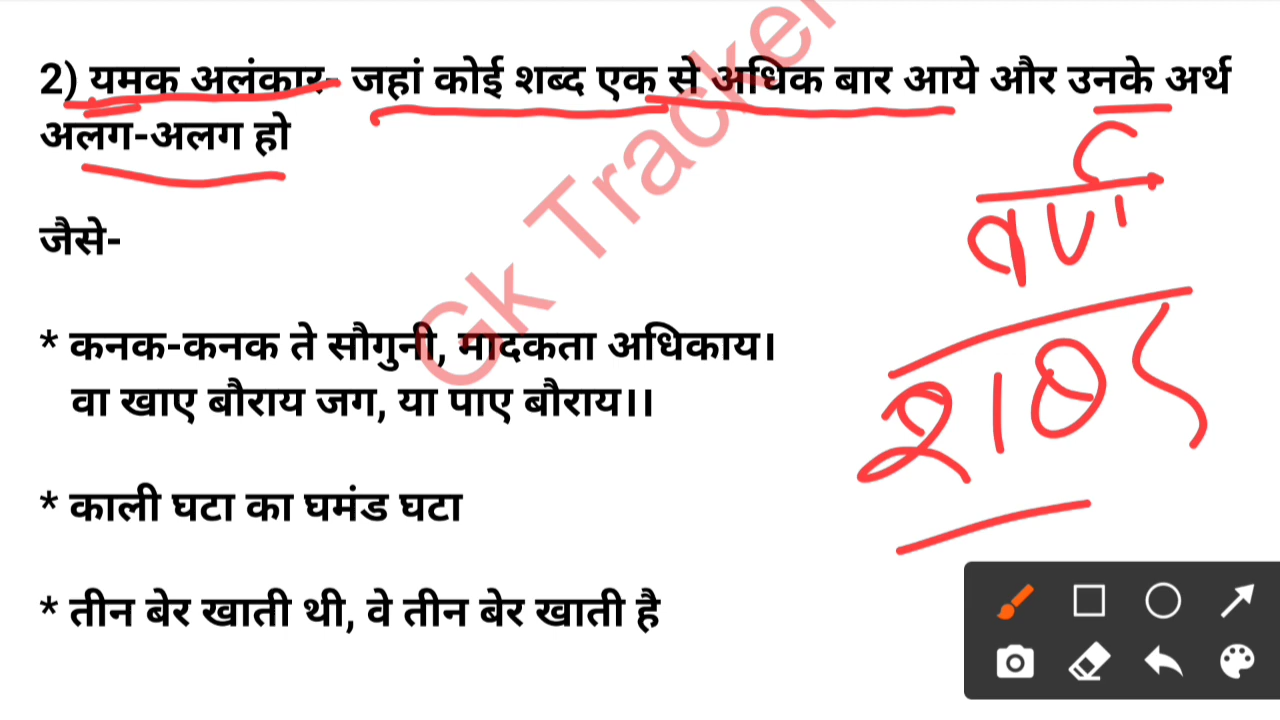 2) यमक अलंकार- जहां कोई शब्द एक से अधिक बार आये और उनके अर्थ
अलग-अलग हो
जैसे-
* कनक-कनक ते सौगुनी, मादकता अधिकाय।
वा खाए बौराय जग, या पाए बौराय।।
* काली घटा का घमंड घटा
* तीन बेर खाती थी, वे तीन बेर खाती है
वर्ण
शब्द
Gk Tracker